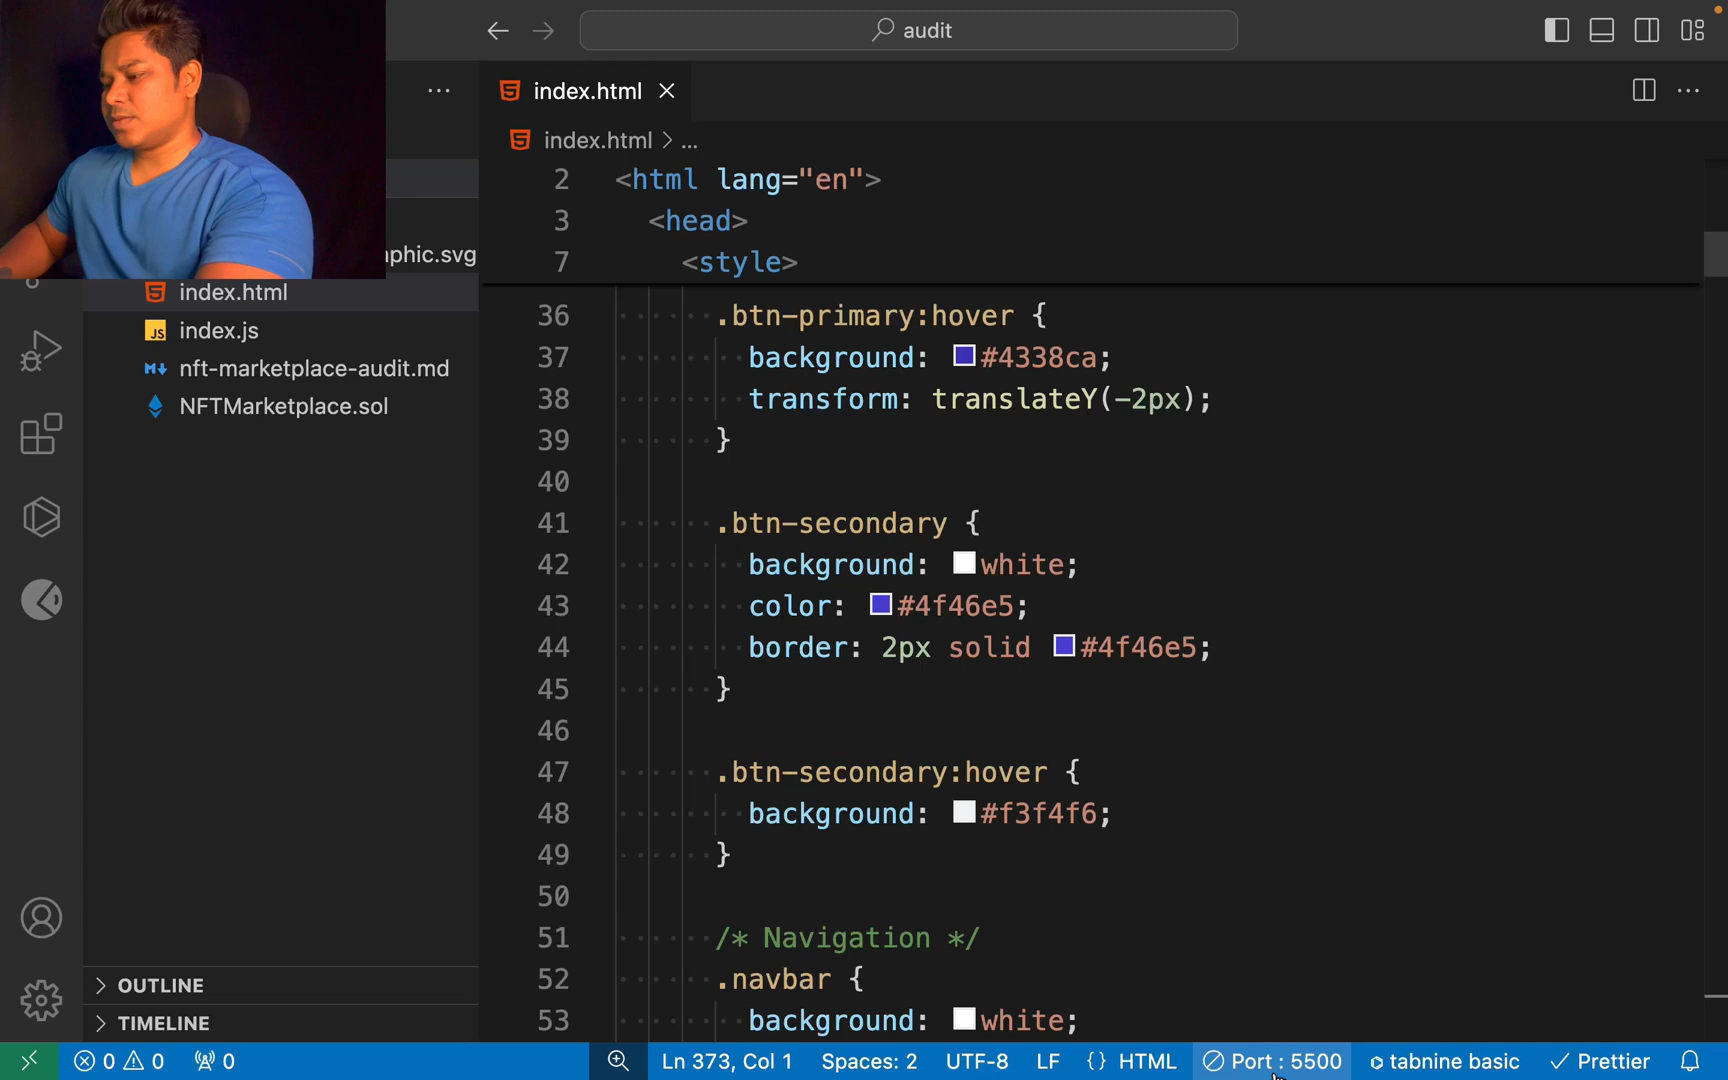 audit
index.html
index.html > ...
2 <html lang="en">
3 <head>
7 <style>
aphic.svg
index.html
JS index.js
nft-marketplace-audit.md
NFTMarketplace.sol
36 .btn-primary:hover {
37 background: #4338ca;
38 transform: translateY(-2px);
39 }
40
41 .btn-secondary {
42 background: white;
43 color: #4f46e5;
44 border: 2px solid #4f46e5;
45 }
46
47 .btn-secondary:hover {
48 background: #f3f4f6;
49 }
50
51 /* Navigation */
52 .navbar {
53 background: white;
OUTLINE
TIMELINE
0 0 0 Ln 373, Col 1 Spaces: 2 UTF-8 LF {} HTML Port : 5500 tabnine basic Prettier